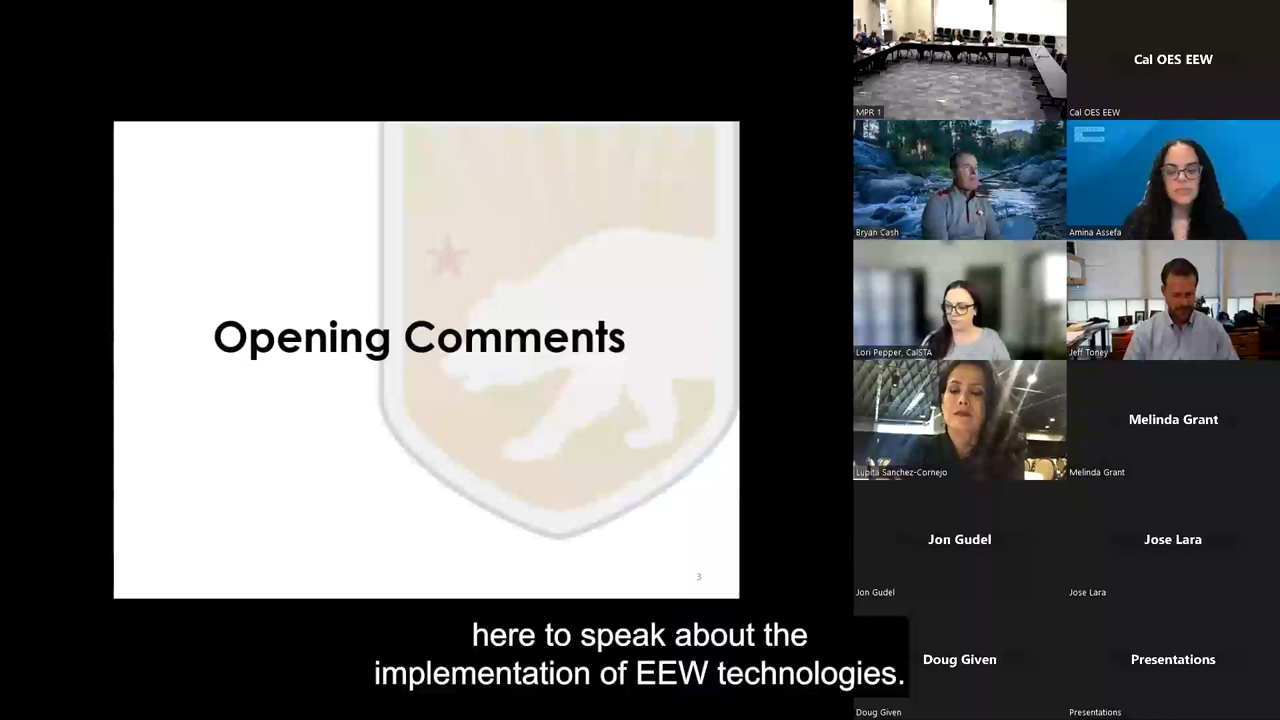 Opening Comments
3
here to speak about the
implementation of EEW technologies.
MPR 1
Cal OES EEW
Cal OES EEW
Bryan Cash
Amina Assefa
Lori Pepper, CalSTA
Jeff Toney
Lupita Sanchez-Cornejo
Melinda Grant
Melinda Grant
Jon Gudel
Jon Gudel
Jose Lara
Jose Lara
Doug Given
Doug Given
Presentations
Presentations